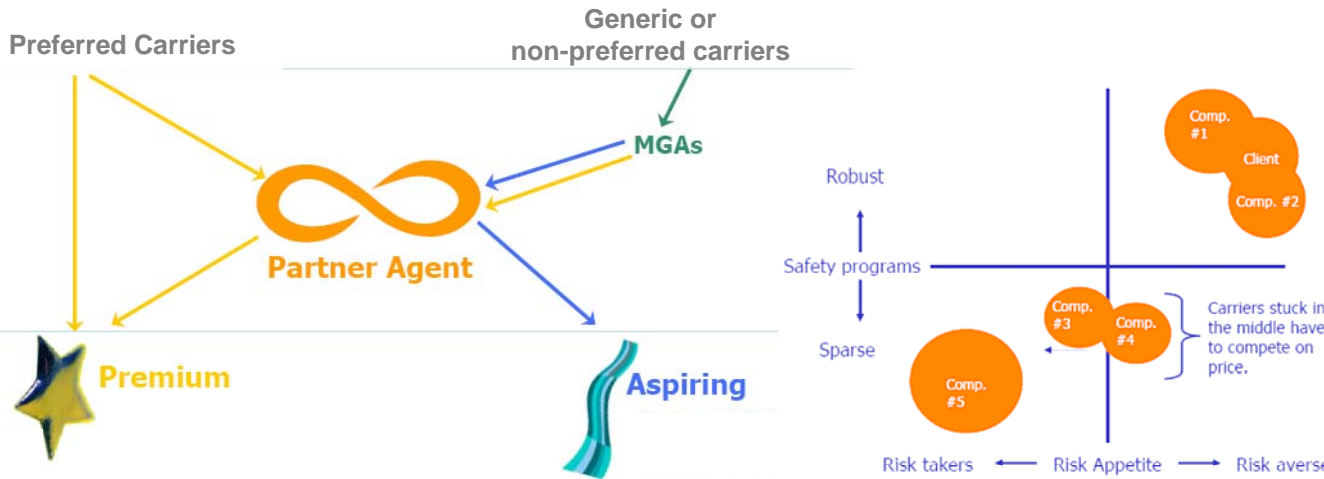 Preferred Carriers
Generic or
non-preferred carriers
MGAs
Partner Agent
Premium
Aspiring
Comp.
#1
Client
Comp. #2
Robust
Safety programs
Sparse
Comp.
#3
Comp.
#4
Comp.
#5
Carriers stuck in
the middle have
to compete on
price.
Risk takers
Risk Appetite
Risk averse